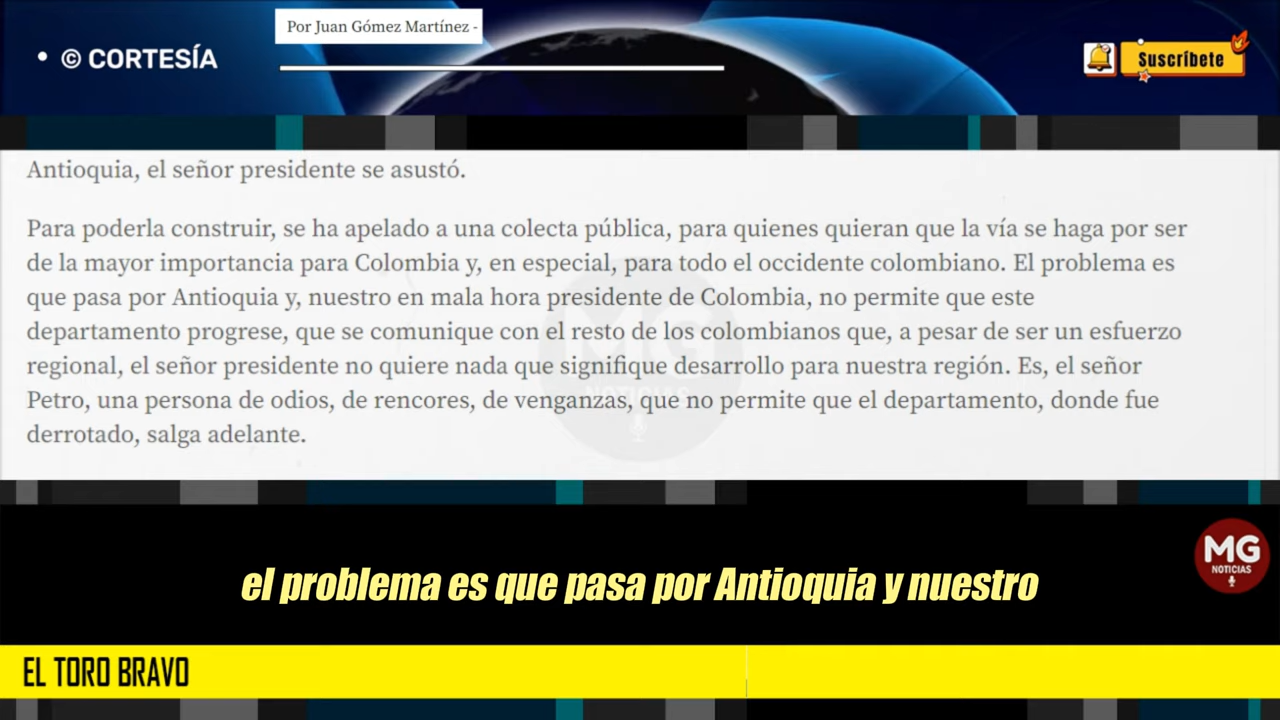 Por Juan Gómez Martínez -
• © CORTESÍA
Suscríbete
Antioquia, el señor presidente se asustó.
Para poderla construir, se ha apelado a una colecta pública, para quienes quieran que la vía se haga por ser
de la mayor importancia para Colombia y, en especial, para todo el occidente colombiano. El problema es
que pasa por Antioquia y, nuestro en mala hora presidente de Colombia, no permite que este
departamento progrese, que se comunique con el resto de los colombianos que, a pesar de ser un esfuerzo
regional, el señor presidente no quiere nada que signifique desarrollo para nuestra región. Es, el señor
Petro, una persona de odios, de rencores, de venganzas, que no permite que el departamento, donde fue
derrotado, salga adelante.
MG
NOTICIAS
el problema es que pasa por Antioquia y nuestro
MG
NOTICIAS
EL TORO BRAVO